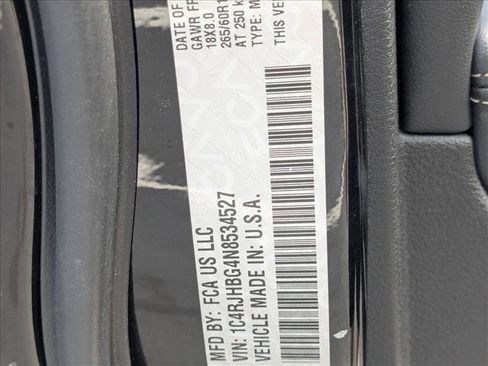 MFD BY: FCA US LLC
DATE OF
GAWR FR
VIN: 1C4RJHBG4N8534527
18X8.0
265/60R1
VEHICLE MADE IN: U.S.A.
AT 250 k
TYPE: M
THIS VE